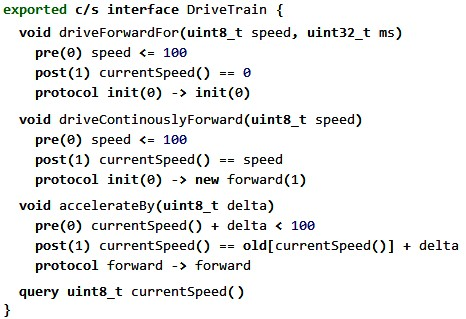 exported c/s interface DriveTrain {
void driveForwardFor(uint8_t speed, uint32_t ms)
pre(0) speed <= 100
post(1) currentSpeed() == 0
protocol init(0) -> init(0)
void driveContinouslyForward(uint8_t speed)
pre(0) speed <= 100
post(1) currentSpeed() == speed
protocol init(0) -> new forward(1)
void accelerateBy(uint8_t delta)
pre(0) currentSpeed() + delta < 100
post(1) currentSpeed() == old[currentSpeed()] + delta
protocol forward -> forward
query uint8_t currentSpeed()
}